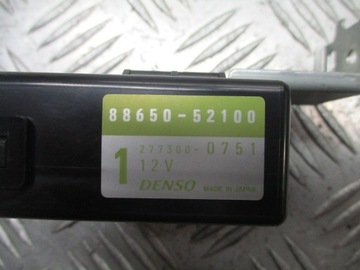 88650-52100
277300-0751
1 12V
DENSO MADE IN JAPAN